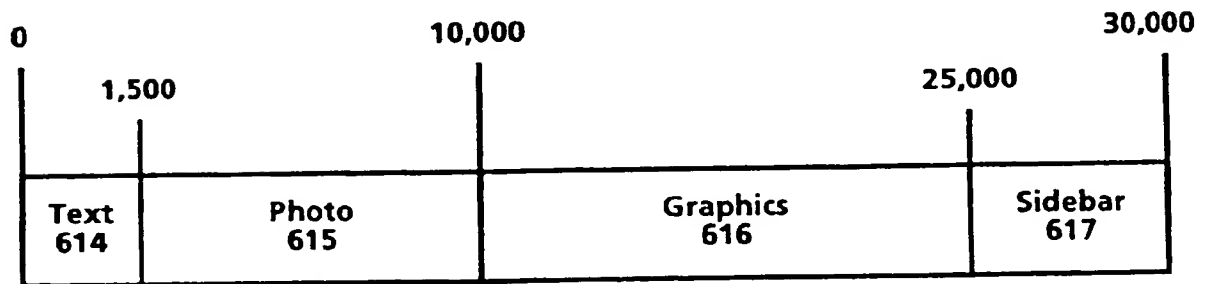 0
10,000
30,000
1,500
25,000
Text
614
Photo
615
Graphics
616
Sidebar
617